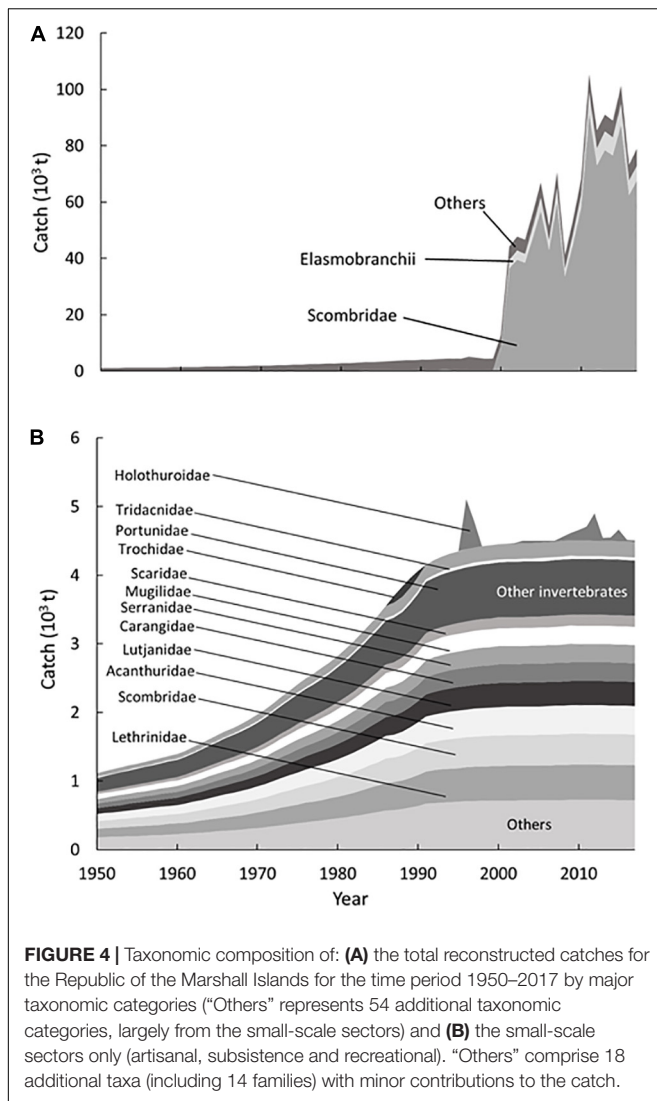 A
120
100
80
60
40
20
0
Catch (10³ t)
Others
Elasmobranchii
Scombridae
B
6
5
4
3
2
1
0
Catch (10³ t)
Holothuroidae
Tridacnidae
Portunidae
Trochidae
Scaridae
Mugilidae
Serranidae
Carangidae
Lutjanidae
Acanthuridae
Scombridae
Lethrinidae
Other invertebrates
Others
1950 1960 1970 1980 1990 2000 2010
Year
FIGURE 4 | Taxonomic composition of: (A) the total reconstructed catches for
the Republic of the Marshall Islands for the time period 1950–2017 by major
taxonomic categories (“Others” represents 54 additional taxonomic
categories, largely from the small-scale sectors) and (B) the small-scale
sectors only (artisanal, subsistence and recreational). “Others” comprise 18
additional taxa (including 14 families) with minor contributions to the catch.